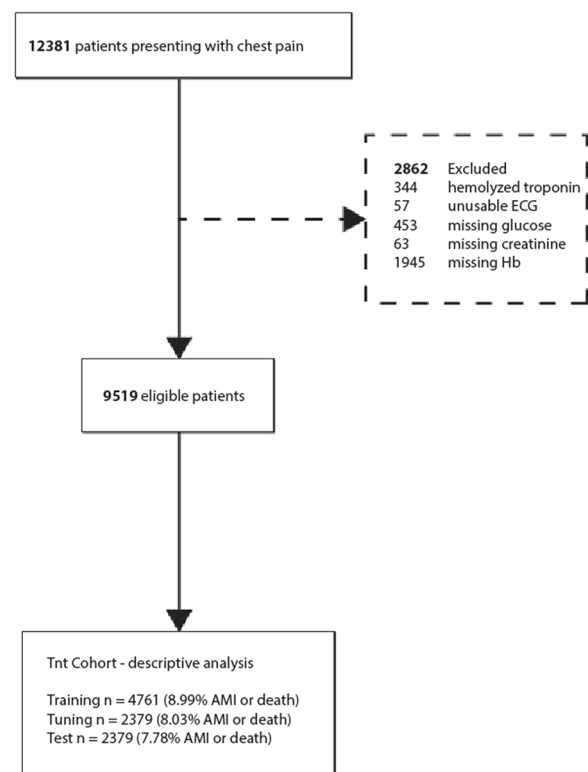 12381 patients presenting with chest pain
2862 Excluded
344 hemolyzed troponin
57 unusable ECG
453 missing glucose
63 missing creatinine
1945 missing Hb
9519 eligible patients
Tnt Cohort - descriptive analysis
Training n = 4761 (8.99% AMI or death)
Tuning n = 2379 (8.03% AMI or death)
Test n = 2379 (7.78% AMI or death)